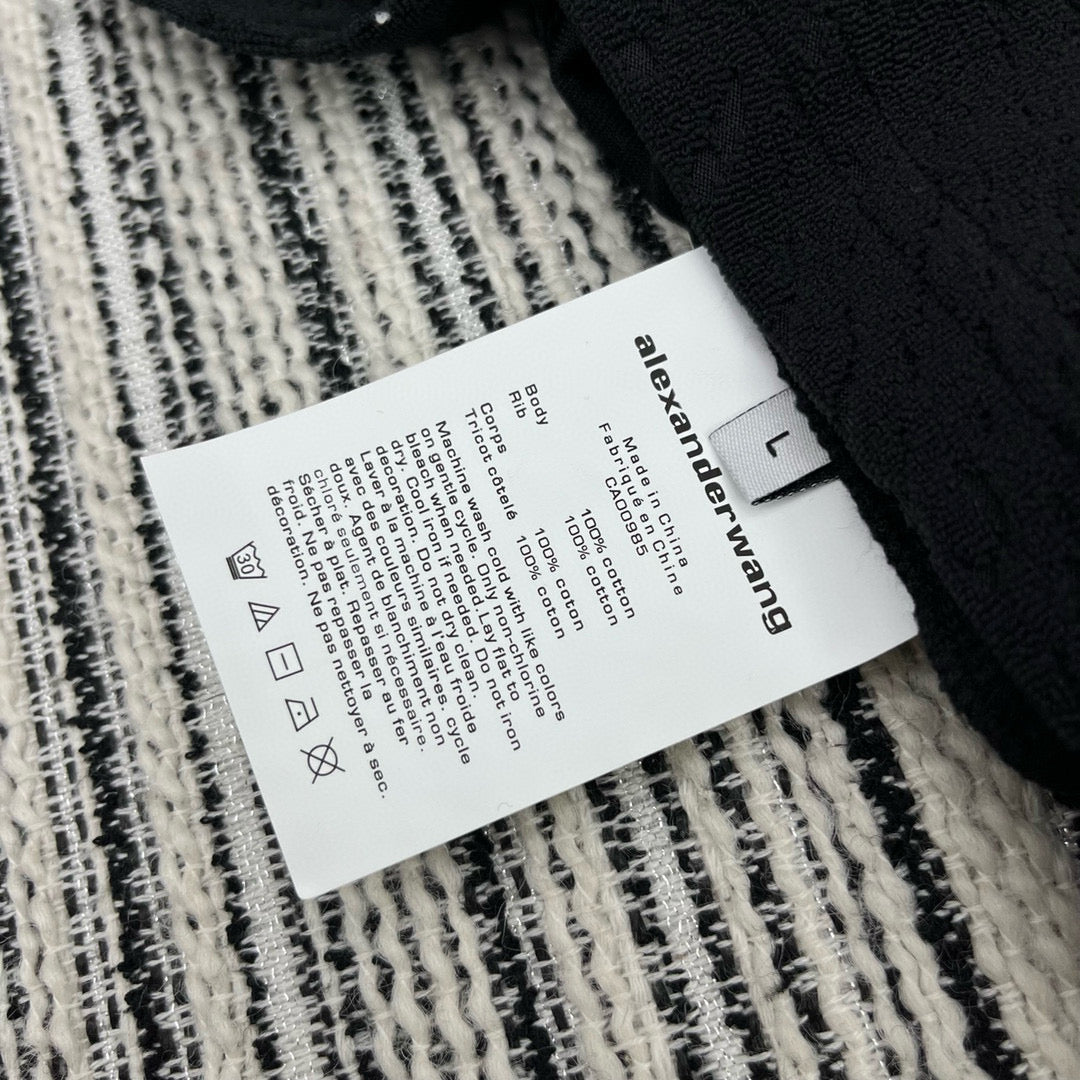 alexanderwang
L
Made in China
Fabriqué en Chine
CA00985
Body 100% cotton
Rib 100% cotton
Corps 100% coton
Tricot côtelé 100% coton
Machine wash cold with like colors
on gentle cycle. Only non-chlorine
bleach when needed.Lay flat to
dry. Cool iron if needed. Do not iron
decoration. Do not dry clean.
Laver à la machine à l'eau froide
avec des couleurs similaires. cycle
doux. Agent de blanchiment non
chloré seulement si nécessaire.
Sécher à plat. Repasser au fer
froid. Ne pas repasser la
décoration. Ne pas nettoyer à sec.
30